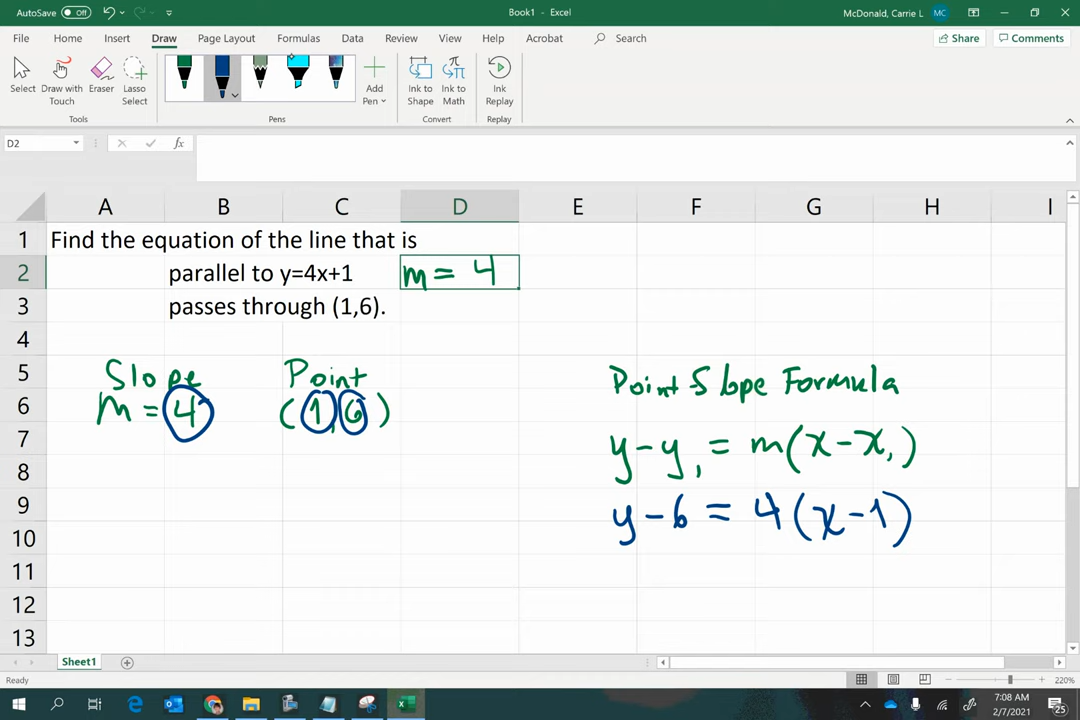 AutoSave Off Book1 - Excel McDonald, Carrie L MC
File Home Insert Draw Page Layout Formulas Data Review View Help Acrobat Search Share Comments
Select Draw with Touch Eraser Lasso Select Add Pen Ink to Shape Ink to Math Ink Replay
Tools Pens Convert Replay
D2 fx
A B C D E F G H I
1 Find the equation of the line that is
2 parallel to y=4x+1 m = 4
3 passes through (1,6).
4
5 Slope Point Point Slope Formula
6 m = 4 (1,6)
7 y-y₁ = m(x-x₁)
8
9 y-6 = 4(x-1)
10
11
12
13
Sheet1
Ready 220%
7:08 AM
2/7/2021
25